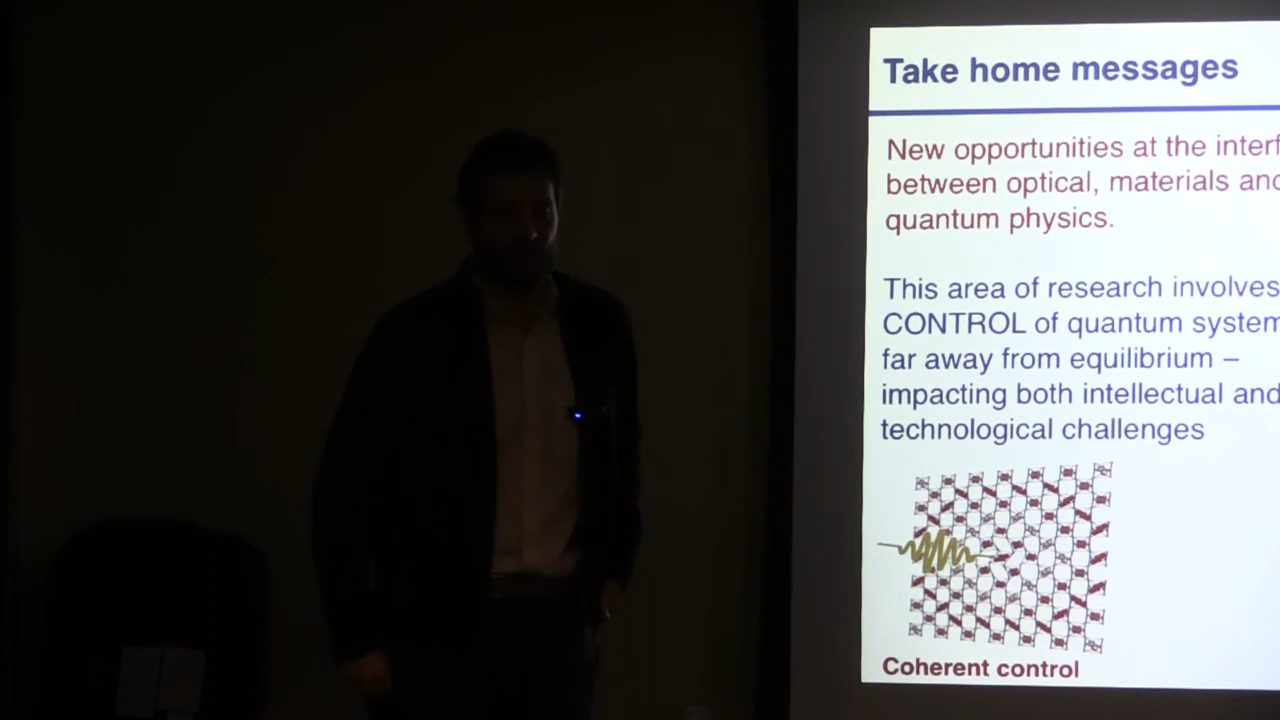 Take home messages
New opportunities at the interf
between optical, materials and
quantum physics.
This area of research involves
CONTROL of quantum system
far away from equilibrium –
impacting both intellectual and
technological challenges
Coherent control